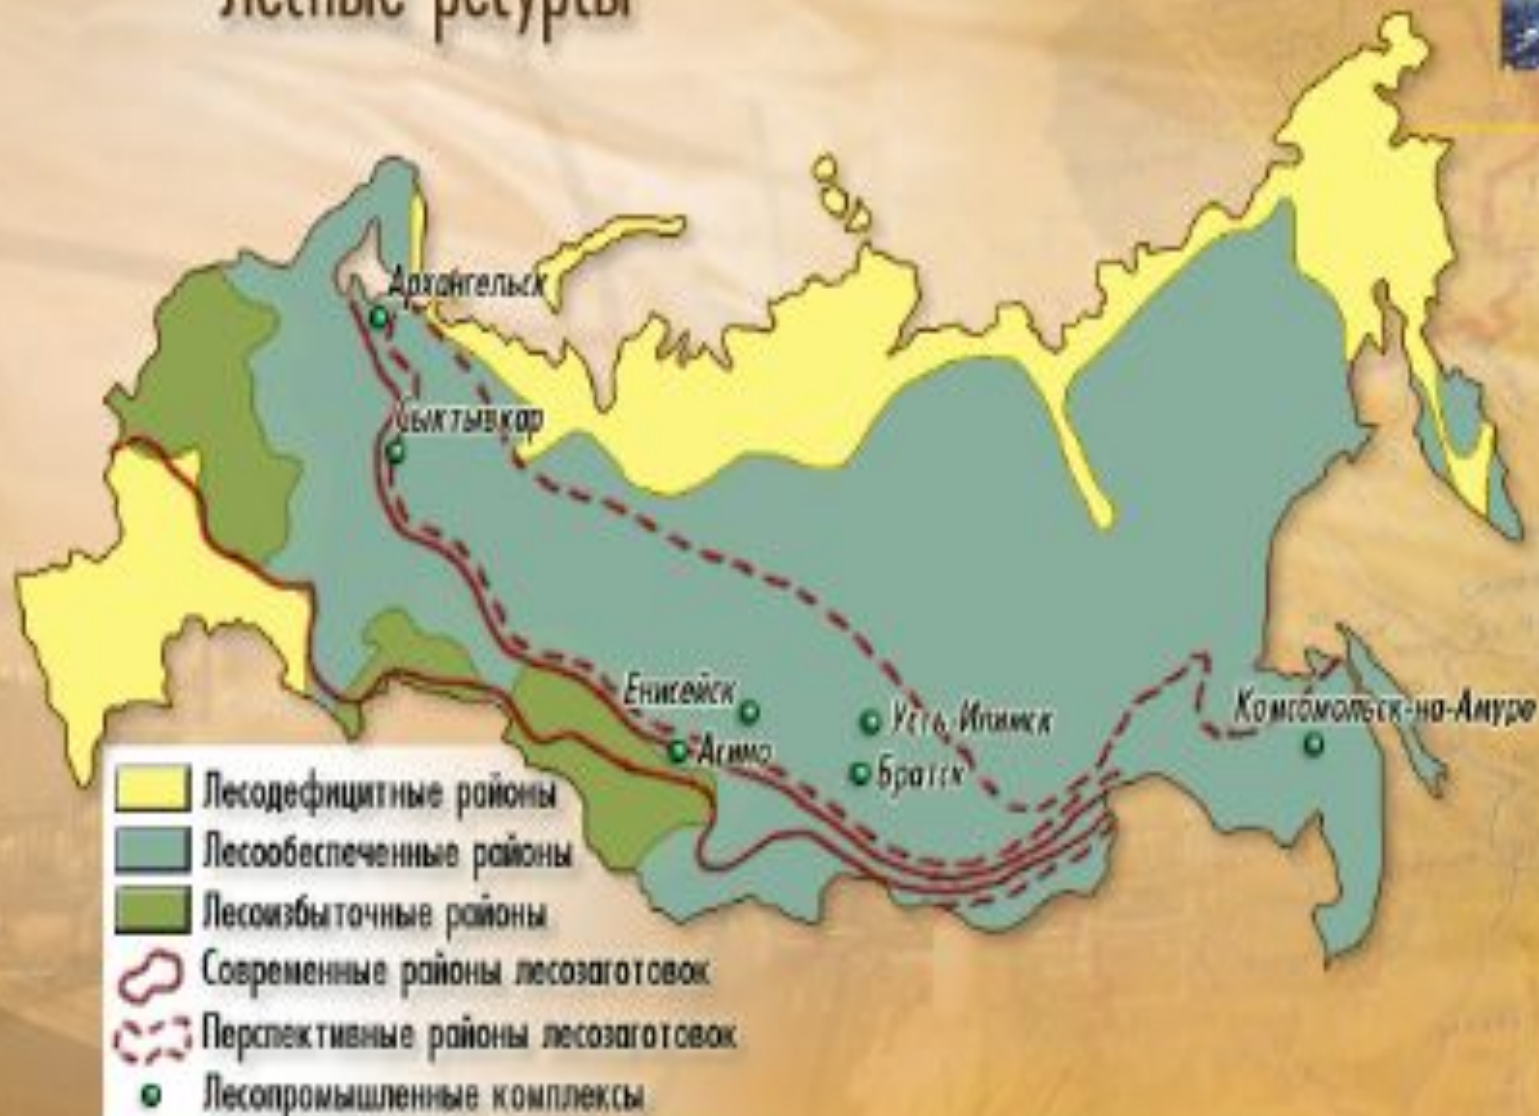 Лесные ресурсы
Архангельск
Сыктывкар
Енисейск
Усть-Илимск
Комсомольск-на-Амуре
Асино
Братск
Лесодефицитные районы
Лесообеспеченные районы
Лесоизбыточные районы
Современные районы лесозаготовок
Перспективные районы лесозаготовок
Лесопромышленные комплексы